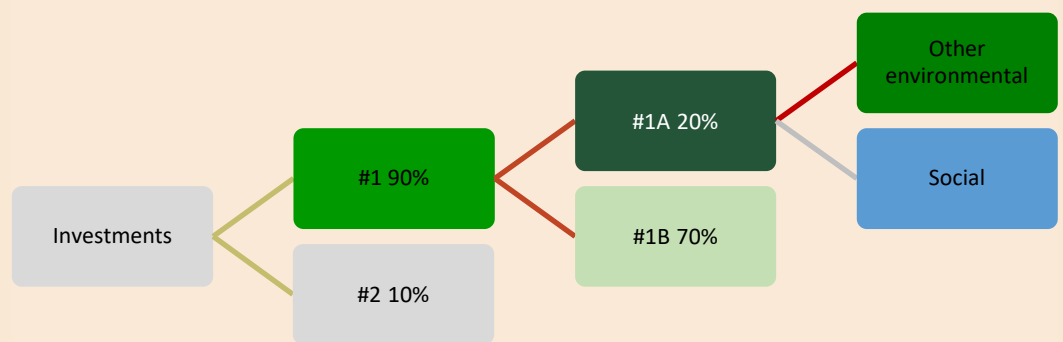 Investments
#1 90%
#2 10%
#1A 20%
#1B 70%
Other
environmental
Social